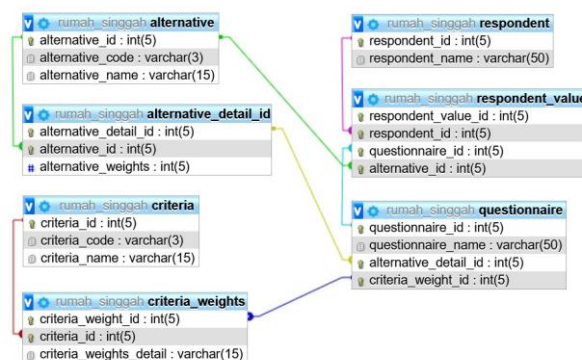 rumah_singgah alternative
alternative_id : int(5)
alternative_code : varchar(3)
alternative_name : varchar(15)
rumah_singgah alternative_detail_id
alternative_detail_id : int(5)
alternative_id : int(5)
# alternative_weights : int(5)
rumah_singgah criteria
criteria_id : int(5)
criteria_code : varchar(3)
criteria_name : varchar(15)
rumah_singgah criteria_weights
criteria_weight_id : int(5)
criteria_id : int(5)
criteria_weights_detail : varchar(15)
rumah_singgah respondent
respondent_id : int(5)
respondent_name : varchar(50)
rumah_singgah respondent_value
respondent_value_id : int(5)
respondent_id : int(5)
questionnaire_id : int(5)
alternative_id : int(5)
rumah_singgah questionnaire
questionnaire_id : int(5)
questionnaire_name : varchar(50)
alternative_detail_id : int(5)
criteria_weight_id : int(5)